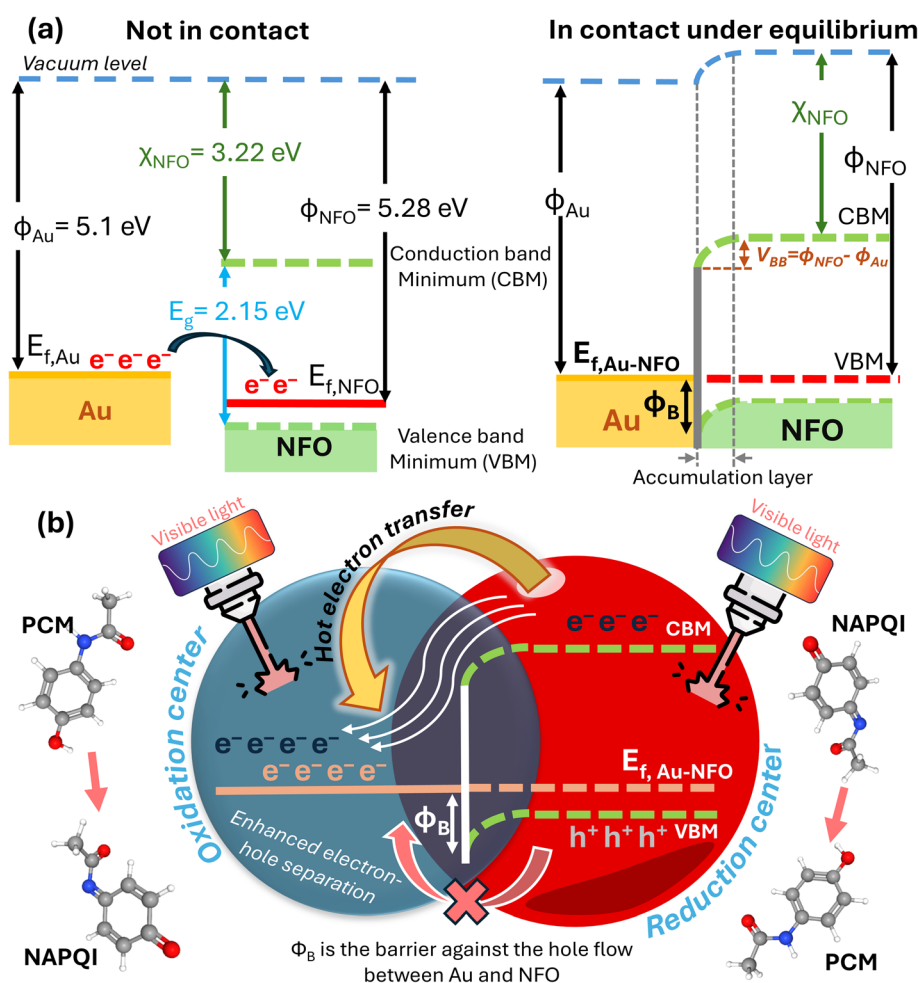 (a)
Not in contact
In contact under equilibrium
Vacuum level
χNFO= 3.22 eV
ϕAu= 5.1 eV
ϕNFO= 5.28 eV
Conduction band
Minimum (CBM)
Eg= 2.15 eV
Ef,Au
e⁻ e⁻ e⁻
e⁻ e⁻
Ef,NFO
Au
NFO
Valence band
Minimum (VBM)
χNFO
ϕNFO
ϕAu
CBM
VBB=ϕNFO- ϕAu
Ef,Au-NFO
VBM
ΦB
Au
NFO
Accumulation layer
(b)
Visible light
Hot electron transfer
Visible light
PCM
NAPQI
Oxidation center
e⁻ e⁻ e⁻
CBM
e⁻ e⁻ e⁻ e⁻
e⁻ e⁻ e⁻ e⁻
Ef, Au-NFO
ΦB
h⁺ h⁺ h⁺
VBM
Enhanced electron-
hole separation
Reduction center
NAPQI
PCM
ΦB is the barrier against the hole flow
between Au and NFO